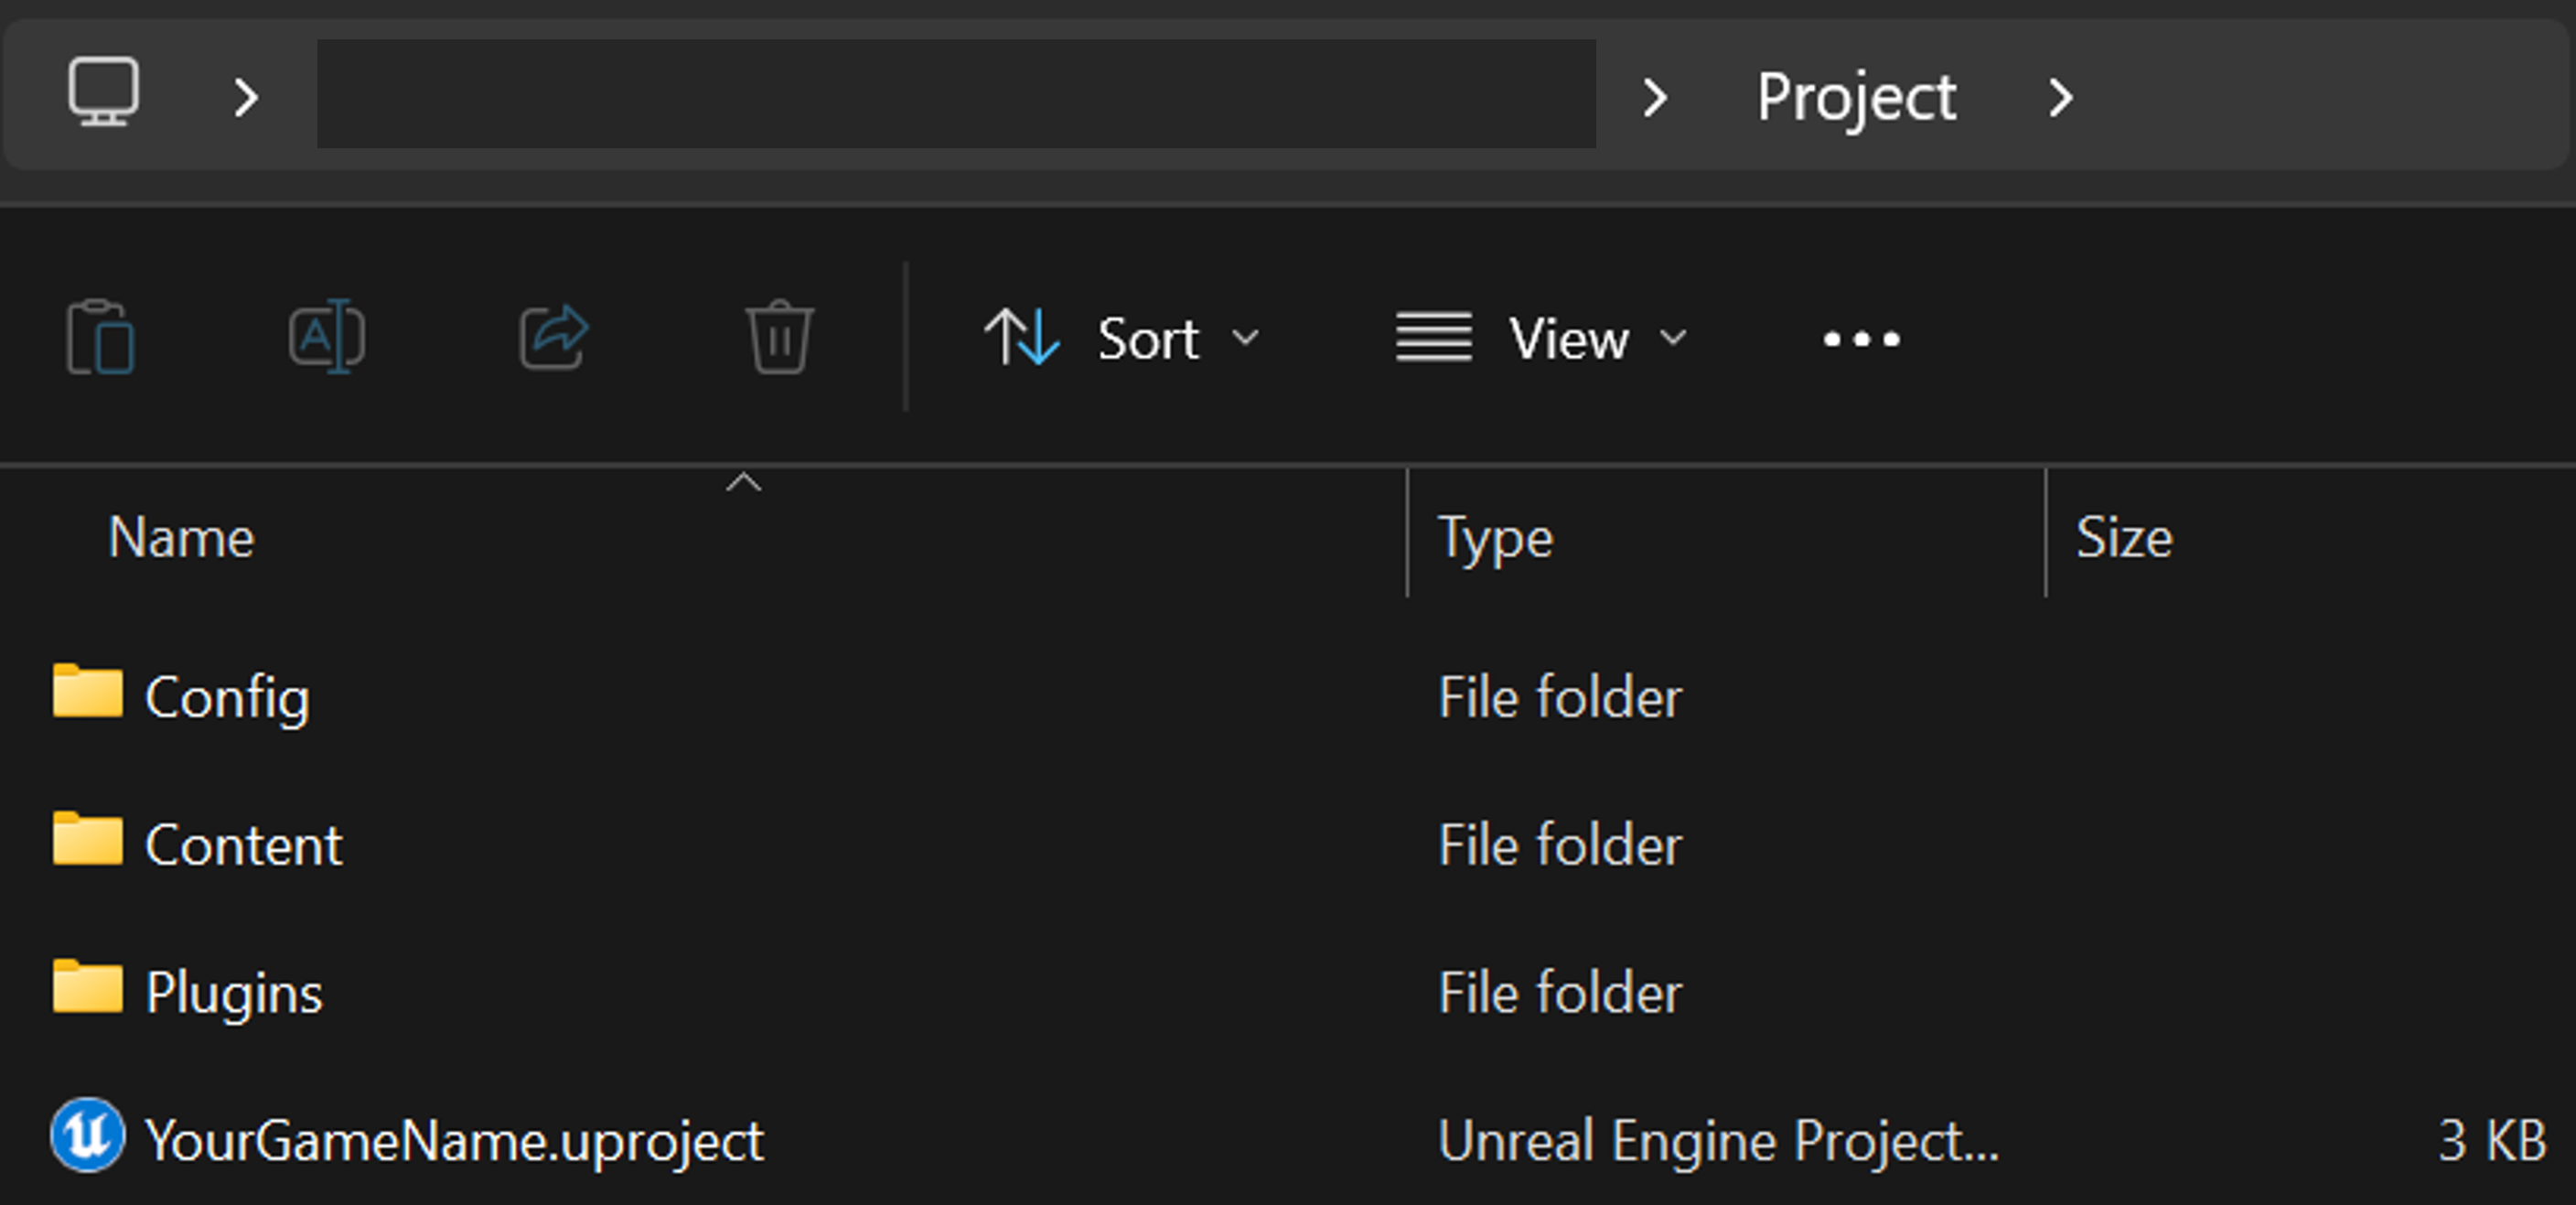 Project
Sort View
Name Type Size
Config File folder
Content File folder
Plugins File folder
YourGameName.uproject Unreal Engine Project... 3 KB